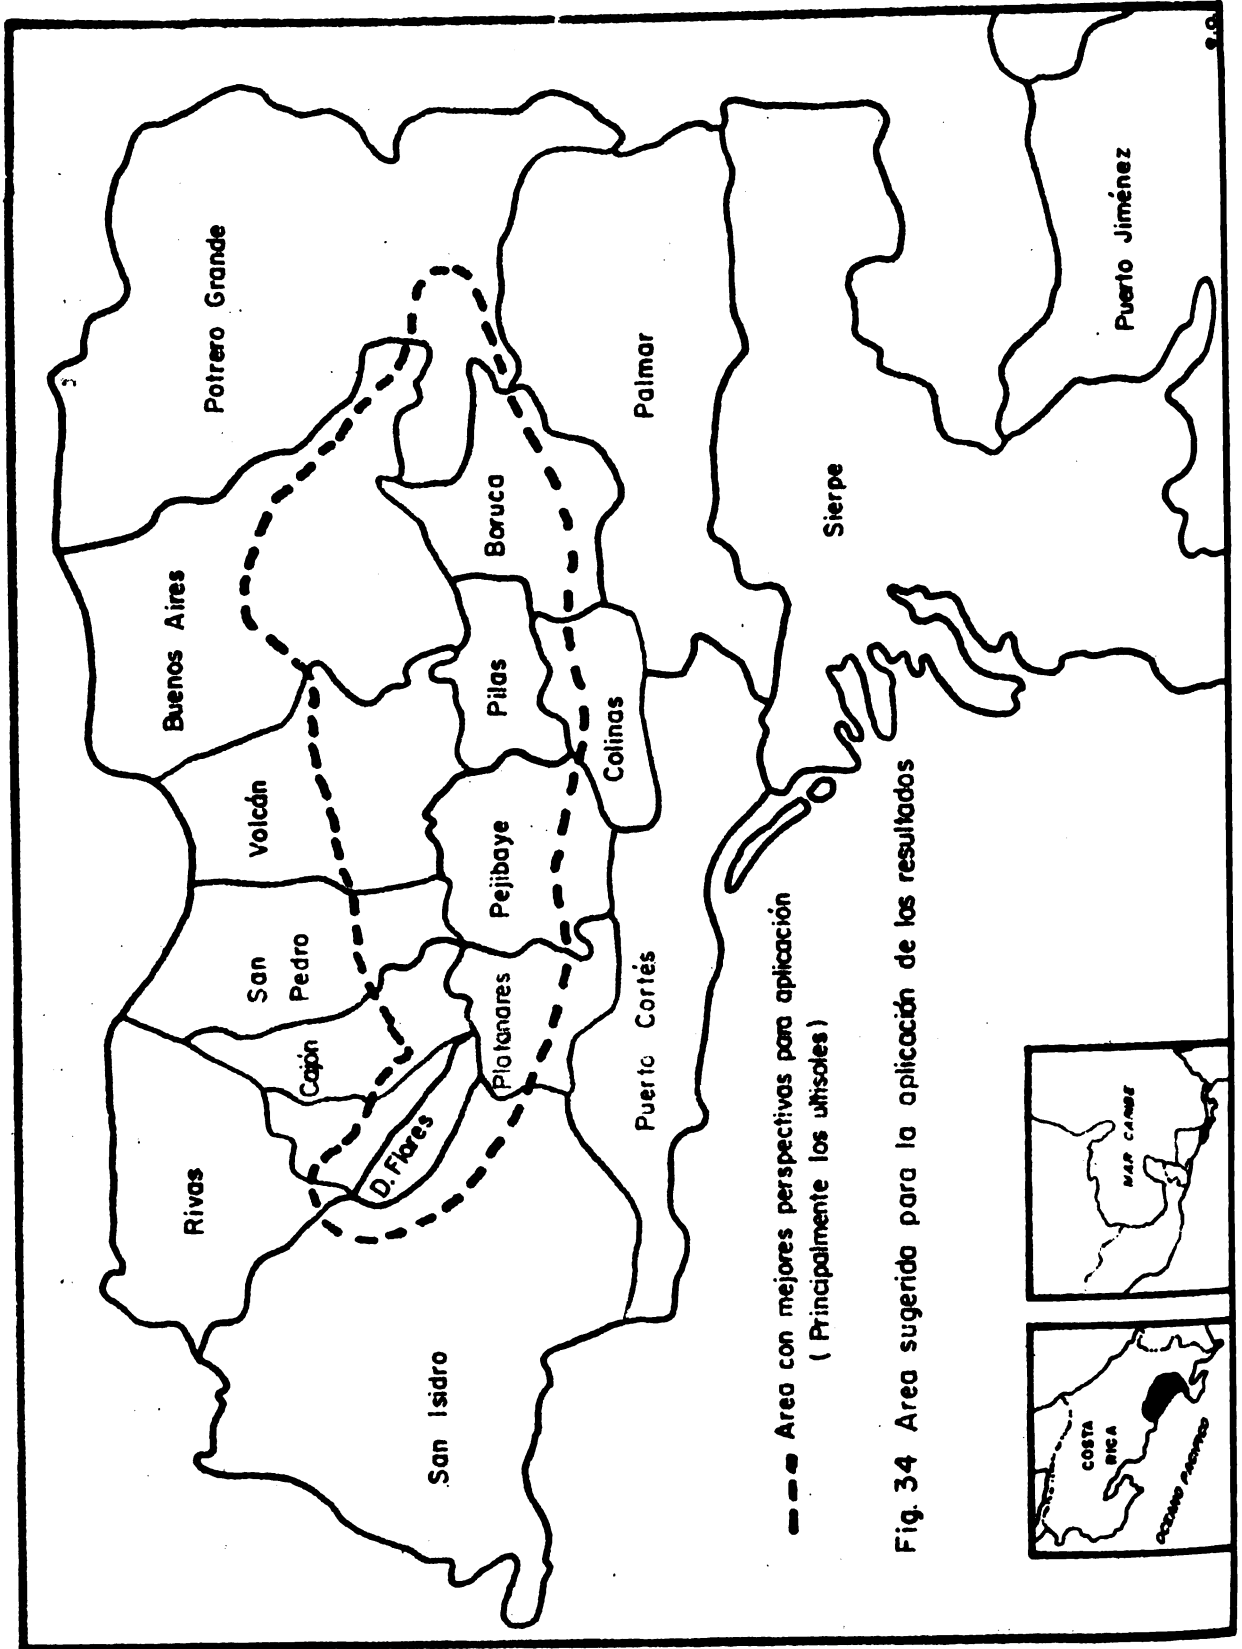 Potrero Grande
Buenos Aires
Volcán
San
Pedro
Cajón
Rivas
D. Flores
San Isidro
Boruca
Pilas
Pejibaye
Platanares
Colinas
Palmar
Puerto Cortés
Sierpe
Puerto Jiménez
Area con mejores perspectivas para aplicación
( Principalmente los ultisoles )
Fig. 34 Area sugerida para la aplicación de los resultados
COSTA
RICA
OCEANO PACIFICO
MAR CARIBE